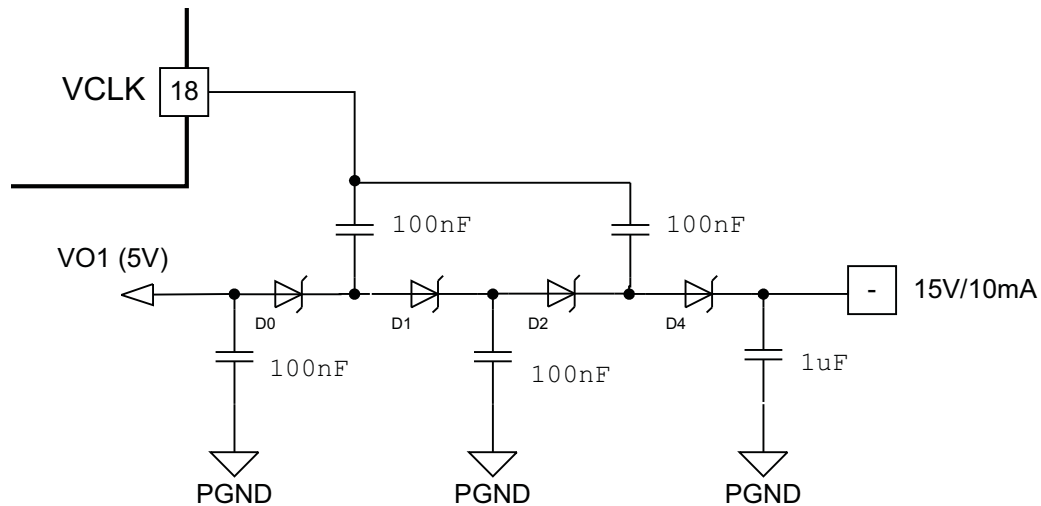 VCLK 18
100nF 100nF
VO1 (5V)
- 15V/10mA
D0 D1 D2 D4
100nF 100nF 1uF
PGND PGND PGND